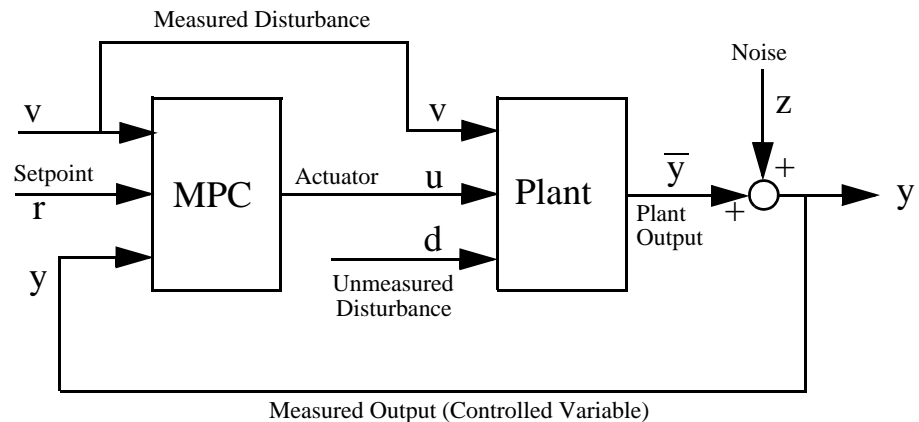 Measured Disturbance
Noise
v
v
z
Setpoint
r
MPC
Actuator
u
Plant
y̅
+
+
y
Plant
Output
d
y
Unmeasured
Disturbance
Measured Output (Controlled Variable)